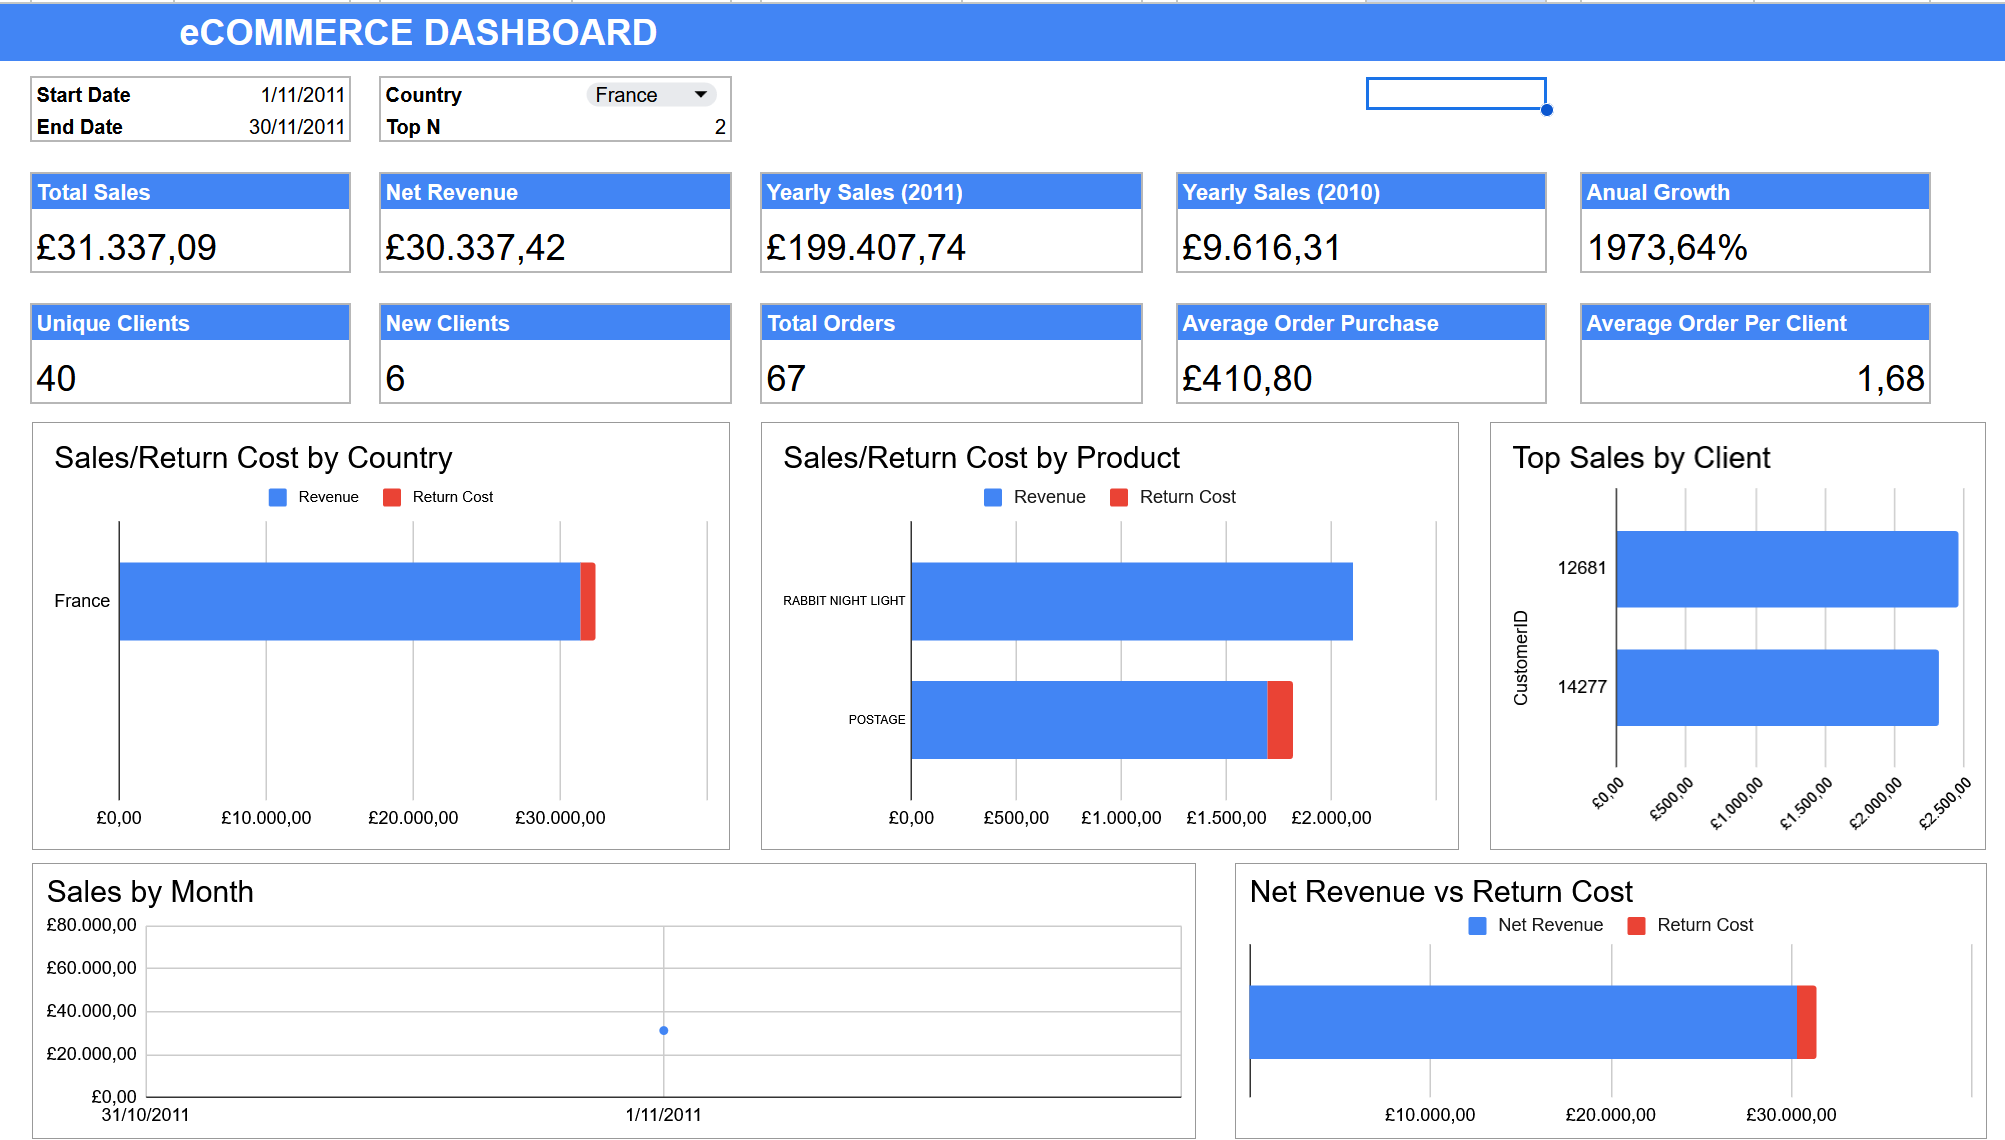 eCOMMERCE DASHBOARD
Start Date 1/11/2011
End Date 30/11/2011
Country France
Top N 2
Total Sales
£31.337,09
Net Revenue
£30.337,42
Yearly Sales (2011)
£199.407,74
Yearly Sales (2010)
£9.616,31
Anual Growth
1973,64%
Unique Clients
40
New Clients
6
Total Orders
67
Average Order Purchase
£410,80
Average Order Per Client
1,68
Sales/Return Cost by Country
Revenue Return Cost
France
£0,00 £10.000,00 £20.000,00 £30.000,00
Sales/Return Cost by Product
Revenue Return Cost
RABBIT NIGHT LIGHT
POSTAGE
£0,00 £500,00 £1.000,00 £1.500,00 £2.000,00
Top Sales by Client
CustomerID
12681
14277
£0,00 £500,00 £1.000,00 £1.500,00 £2.000,00 £2.500,00
Sales by Month
£80.000,00
£60.000,00
£40.000,00
£20.000,00
£0,00
31/10/2011 1/11/2011
Net Revenue vs Return Cost
Net Revenue Return Cost
£10.000,00 £20.000,00 £30.000,00